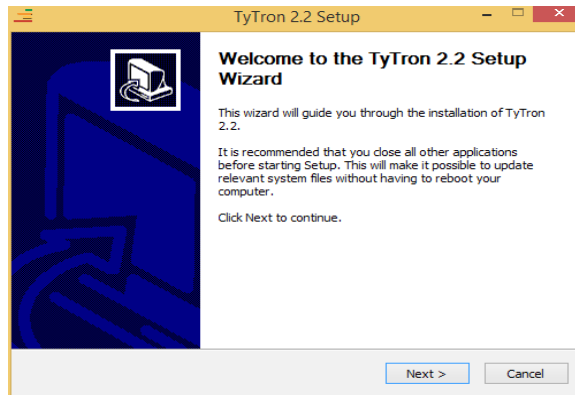 TyTron 2.2 Setup
Welcome to the TyTron 2.2 Setup
Wizard
This wizard will guide you through the installation of TyTron
2.2.
It is recommended that you close all other applications
before starting Setup. This will make it possible to update
relevant system files without having to reboot your
computer.
Click Next to continue.
Next >
Cancel